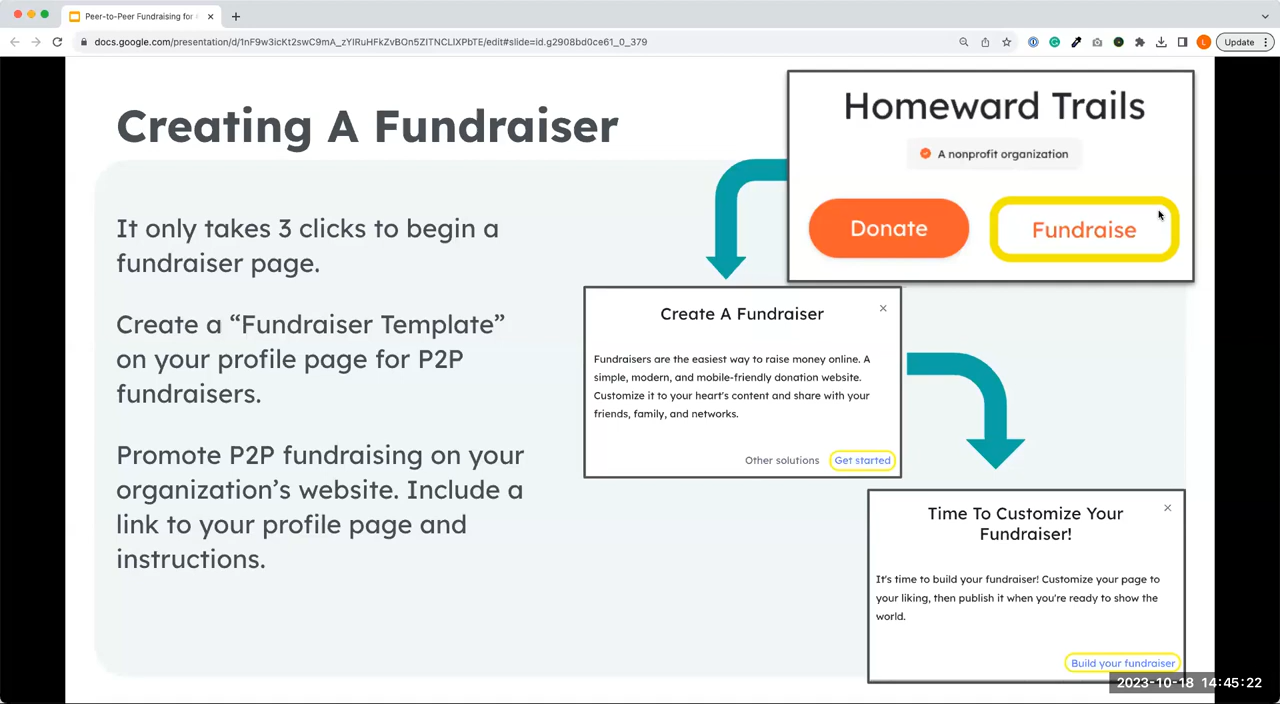 Peer-to-Peer Fundraising for
docs.google.com/presentation/d/1nF9w3icKt2swC9mA_zYIRuHFkZvBOn5ZITNCLIXPbTE/edit#slide=id.g2908bd0ce61_0_379
Update
Creating A Fundraiser
It only takes 3 clicks to begin a
fundraiser page.
Create a “Fundraiser Template”
on your profile page for P2P
fundraisers.
Promote P2P fundraising on your
organization’s website. Include a
link to your profile page and
instructions.
Homeward Trails
A nonprofit organization
Donate
Fundraise
Create A Fundraiser
Fundraisers are the easiest way to raise money online. A
simple, modern, and mobile-friendly donation website.
Customize it to your heart's content and share with your
friends, family, and networks.
Other solutions
Get started
Time To Customize Your
Fundraiser!
It's time to build your fundraiser! Customize your page to
your liking, then publish it when you're ready to show the
world.
Build your fundraiser
2023-10-18 14:45:22